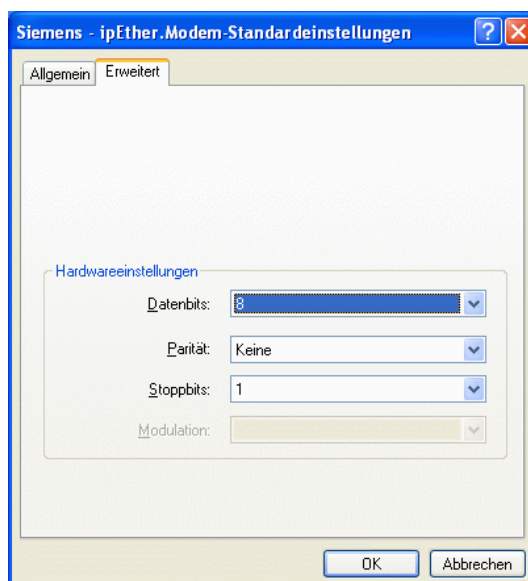 Siemens - ipEther.Modem-Standardeinstellungen
Allgemein Erweitert
Hardwareeinstellungen
Datenbits: 8
Parität: Keine
Stoppbits: 1
Modulation:
OK Abbrechen